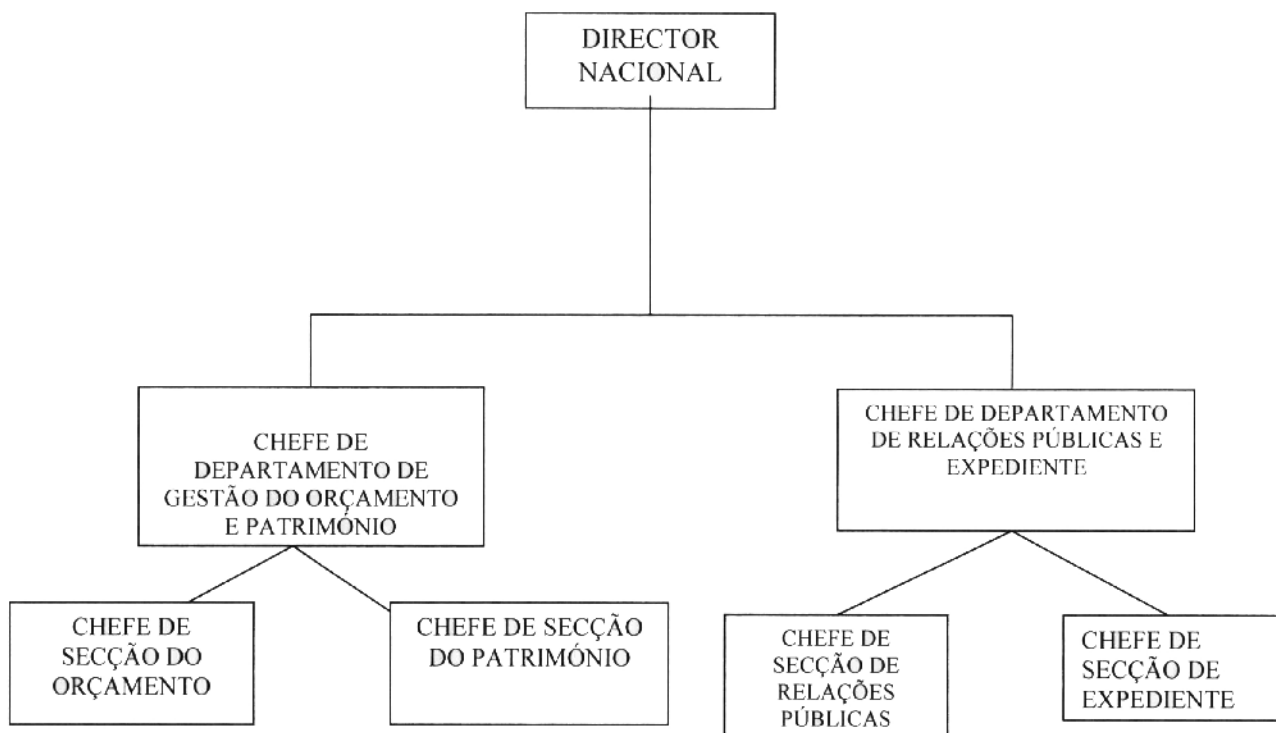 DIRECTOR
NACIONAL
CHEFE DE
DEPARTAMENTO DE
GESTÃO DO ORÇAMENTO
E PATRIMÓNIO
CHEFE DE DEPARTAMENTO
DE RELAÇÕES PÚBLICAS E
EXPEDIENTE
CHEFE DE
SECÇÃO DO
ORÇAMENTO
CHEFE DE SECÇÃO
DO PATRIMÓNIO
CHEFE DE
SECÇÃO DE
RELAÇÕES
PÚBLICAS
CHEFE DE
SECÇÃO DE
EXPEDIENTE